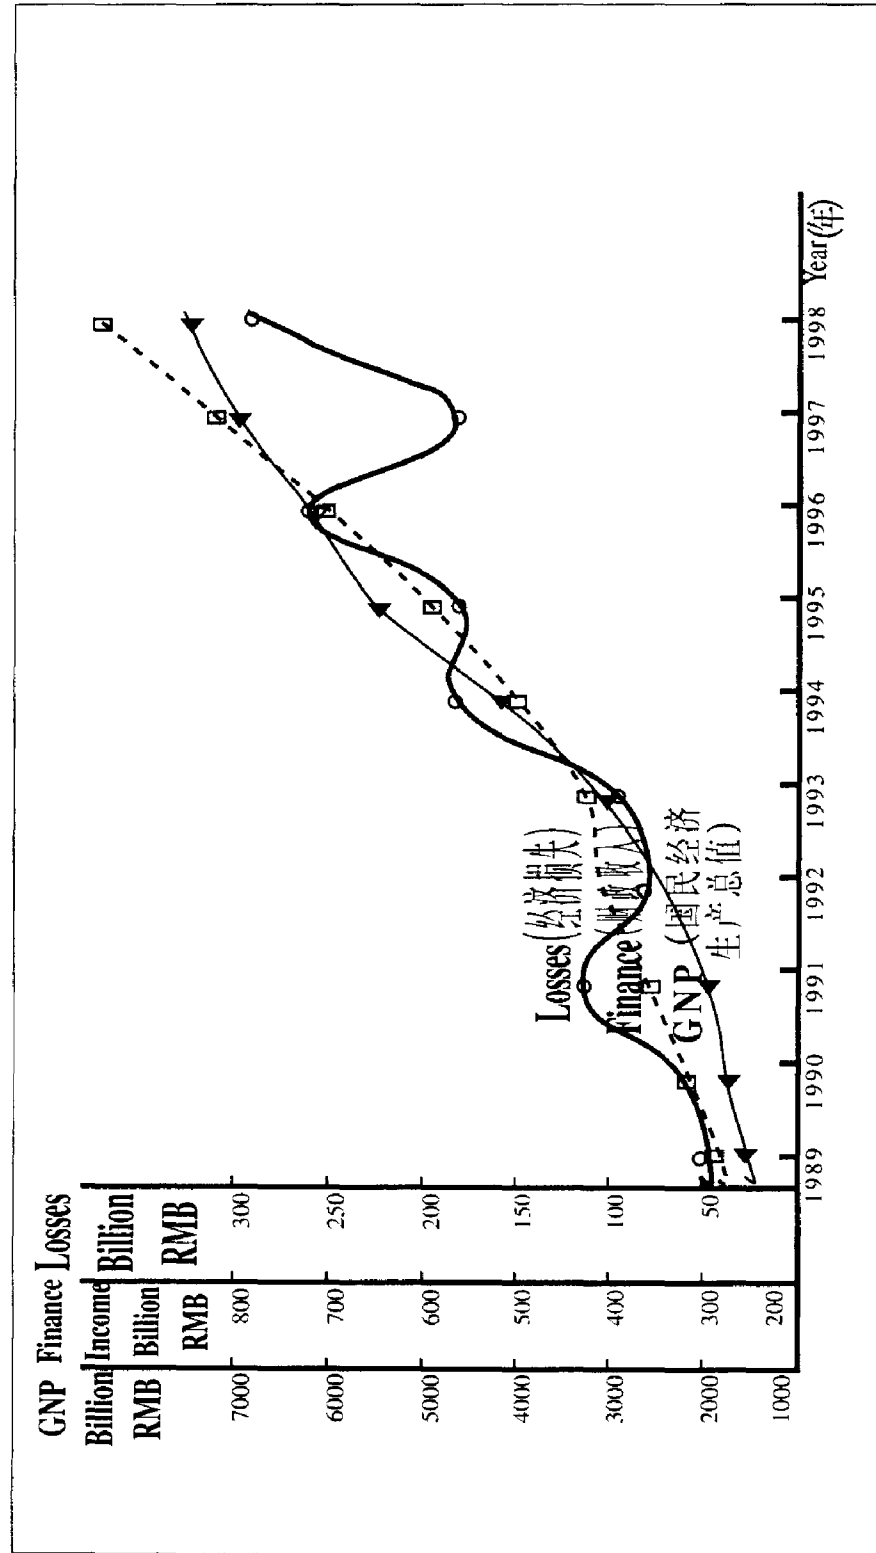 GNP
Billion
RMB
Finance
Income
Billion
RMB
Losses
Billion
RMB
7000
6000
5000
4000
3000
2000
1000
800
700
600
500
400
300
200
300
250
200
150
100
50
Losses(经济损失)
Finance(财政收入)
GNP (国民经济
生产总值)
1989
1990
1991
1992
1993
1994
1995
1996
1997
1998
Year(年)